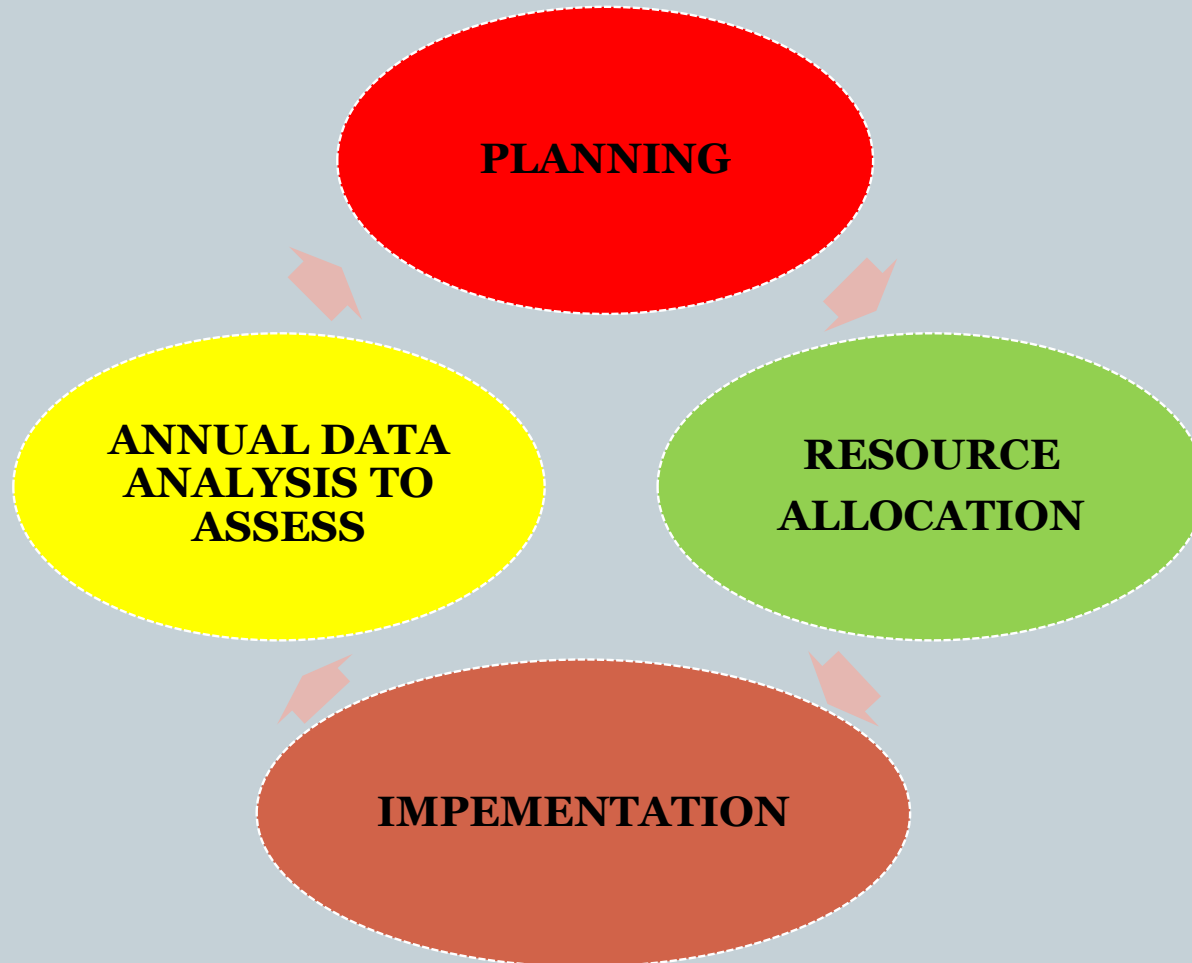 PLANNING
ANNUAL DATA
ANALYSIS TO
ASSESS
RESOURCE
ALLOCATION
IMPEMENTATION